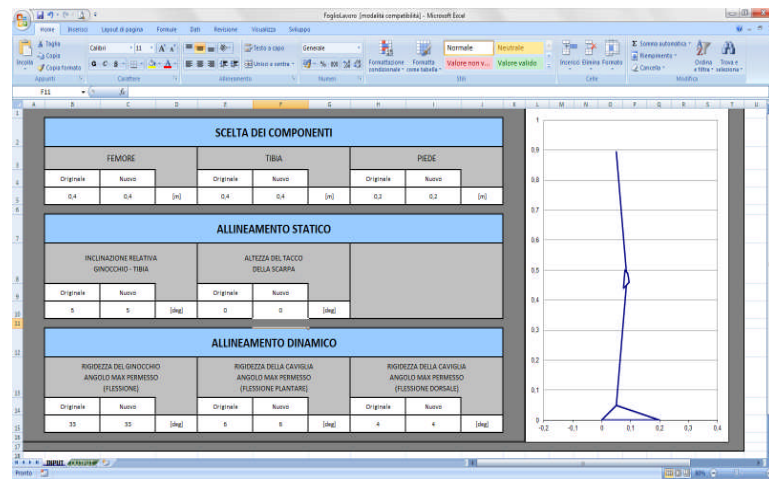 FoglioLavoro [modalità compatibilità] - Microsoft Excel
Home Inserisci Layout di pagina Formule Dati Revisione Visualizza Sviluppo
Taglia
Copia
Copia formato
Incolla
Calibri 11
Testo a capo
Unisci e centra
Generale
Formattazione condizionale
Formatta come tabella
Normale Neutrale
Valore non v... Valore valido
Inserisci Elimina Formato
Somma automatica
Riempimento
Cancella
Ordina e filtra
Trova e seleziona
Appunti Carattere Allineamento Numeri Stili Celle Modifica
F11 fx
A B C D E F G H I J K L M N O P Q R S T U
SCELTA DEI COMPONENTI
FEMORE TIBIA PIEDE
Originale Nuovo Originale Nuovo Originale Nuovo
0,4 0,4 [m] 0,4 0,4 [m] 0,2 0,2 [m]
ALLINEAMENTO STATICO
INCLINAZIONE RELATIVA
GINOCCHIO - TIBIA
ALTEZZA DEL TACCO
DELLA SCARPA
Originale Nuovo Originale Nuovo
5 5 [deg] 0 0 [deg]
ALLINEAMENTO DINAMICO
RIGIDEZZA DEL GINOCCHIO
ANGOLO MAX PERMESSO
(FLESSIONE)
RIGIDEZZA DELLA CAVIGLIA
ANGOLO MAX PERMESSO
(FLESSIONE PLANTARE)
RIGIDEZZA DELLA CAVIGLIA
ANGOLO MAX PERMESSO
(FLESSIONE DORSALE)
Originale Nuovo Originale Nuovo Originale Nuovo
33 33 [deg] 6 6 [deg] 4 4 [deg]
1
0,9
0,8
0,7
0,6
0,5
0,4
0,3
0,2
0,1
0
-0,2 -0,1 0 0,1 0,2 0,3 0,4
INPUT
Pronto
80%